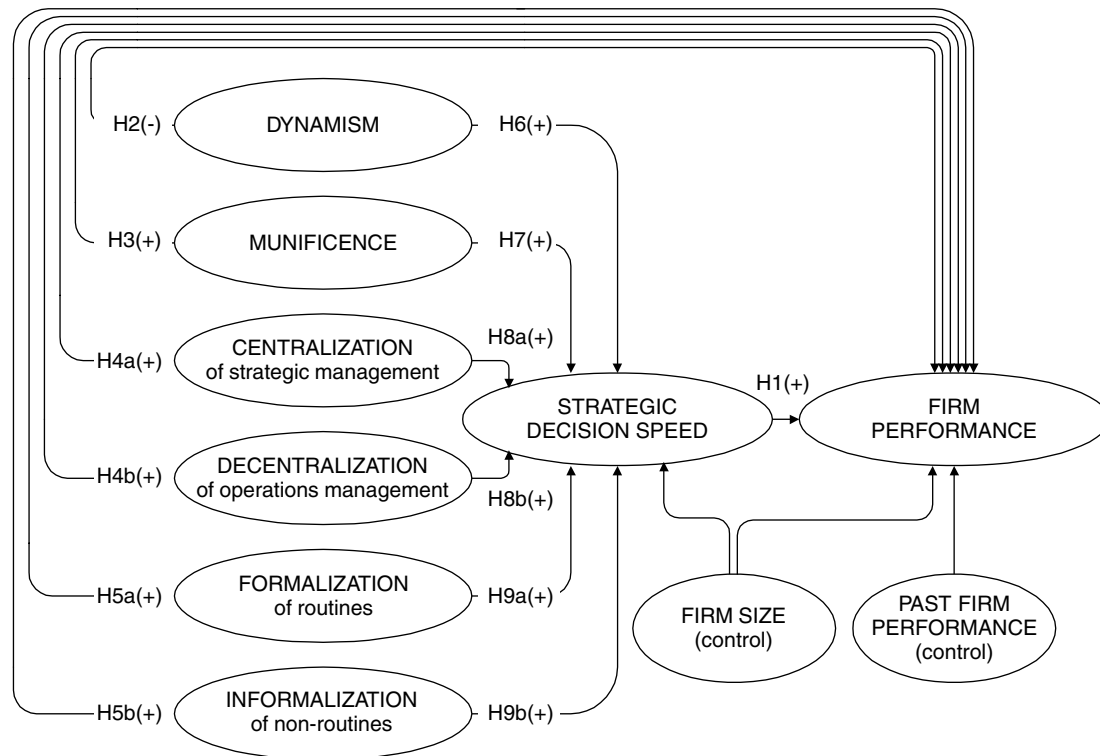 H2(-)
DYNAMISM
H6(+)
H3(+)
MUNIFICENCE
H7(+)
H4a(+)
CENTRALIZATION
of strategic management
H8a(+)
STRATEGIC
DECISION SPEED
H1(+)
FIRM
PERFORMANCE
H4b(+)
DECENTRALIZATION
of operations management
H8b(+)
H5a(+)
FORMALIZATION
of routines
H9a(+)
FIRM SIZE
(control)
PAST FIRM
PERFORMANCE
(control)
H5b(+)
INFORMALIZATION
of non-routines
H9b(+)